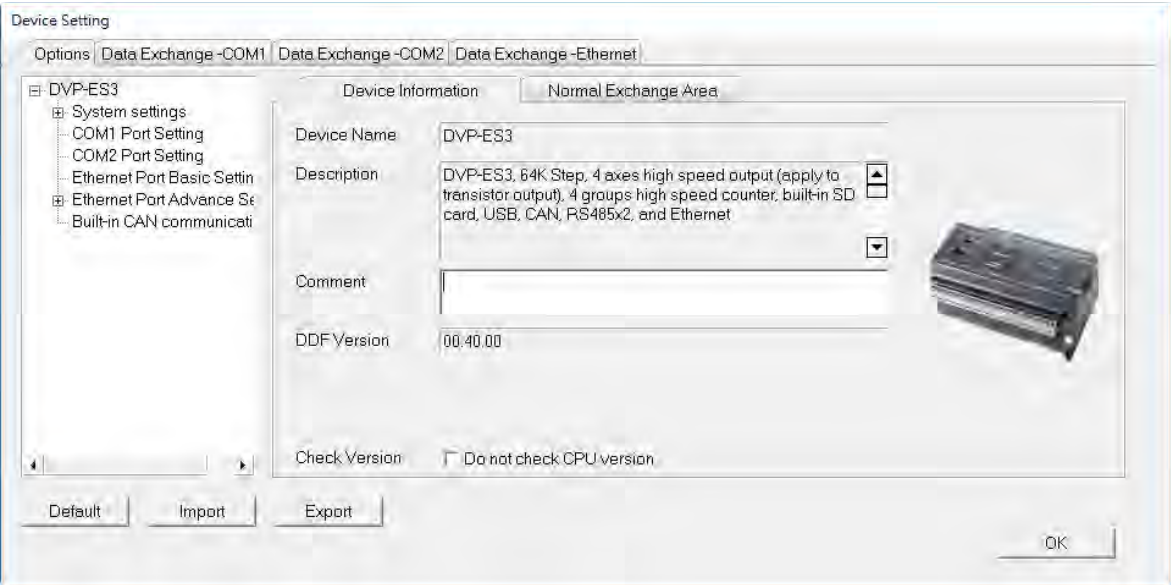 Device Setting
Options Data Exchange -COM1 Data Exchange -COM2 Data Exchange -Ethernet
DVP-ES3
System settings
COM1 Port Setting
COM2 Port Setting
Ethernet Port Basic Settin
Ethernet Port Advance Se
Built-in CAN communicati
Device Information Normal Exchange Area
Device Name DVP-ES3
Description DVP-ES3, 64K Step, 4 axes high speed output (apply to
transistor output), 4 groups high speed counter, built-in SD
card, USB, CAN, RS485x2, and Ethernet
Comment
DDF Version 00.40.00
Check Version Do not check CPU version
Default Import Export
OK